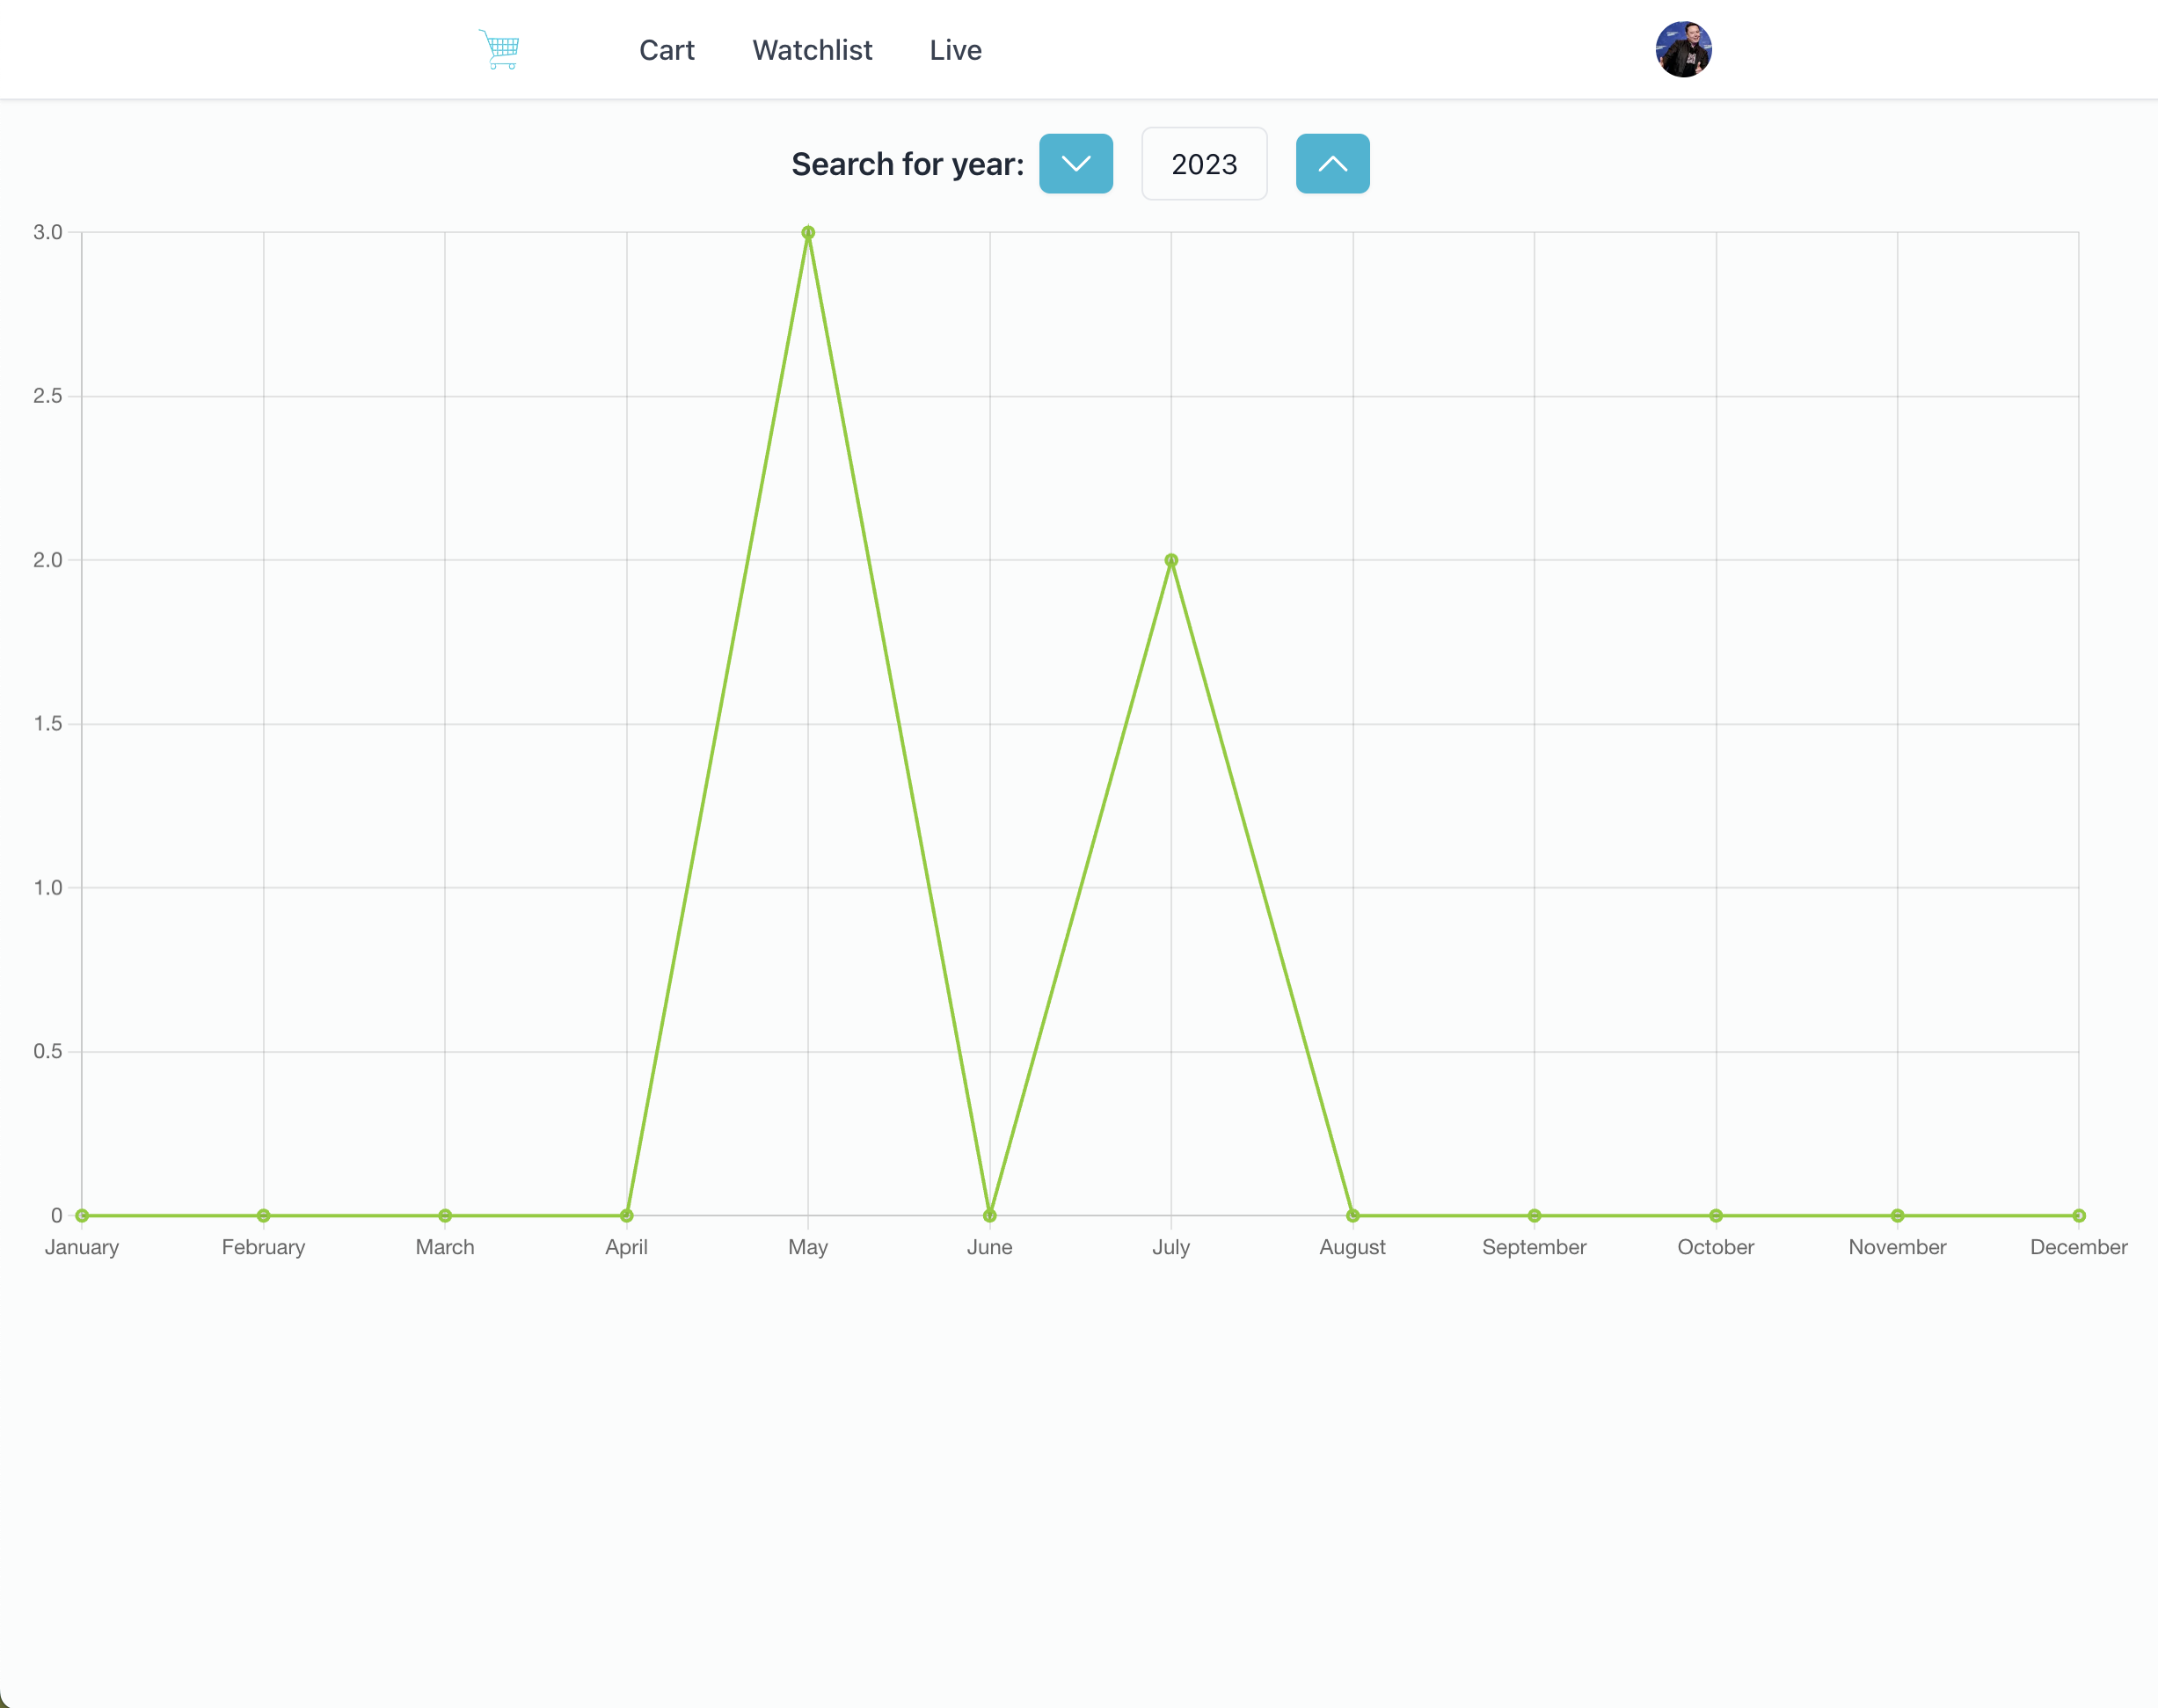 Cart Watchlist Live
Search for year: 2023
3.0
2.5
2.0
1.5
1.0
0.5
0
January February March April May June July August September October November December